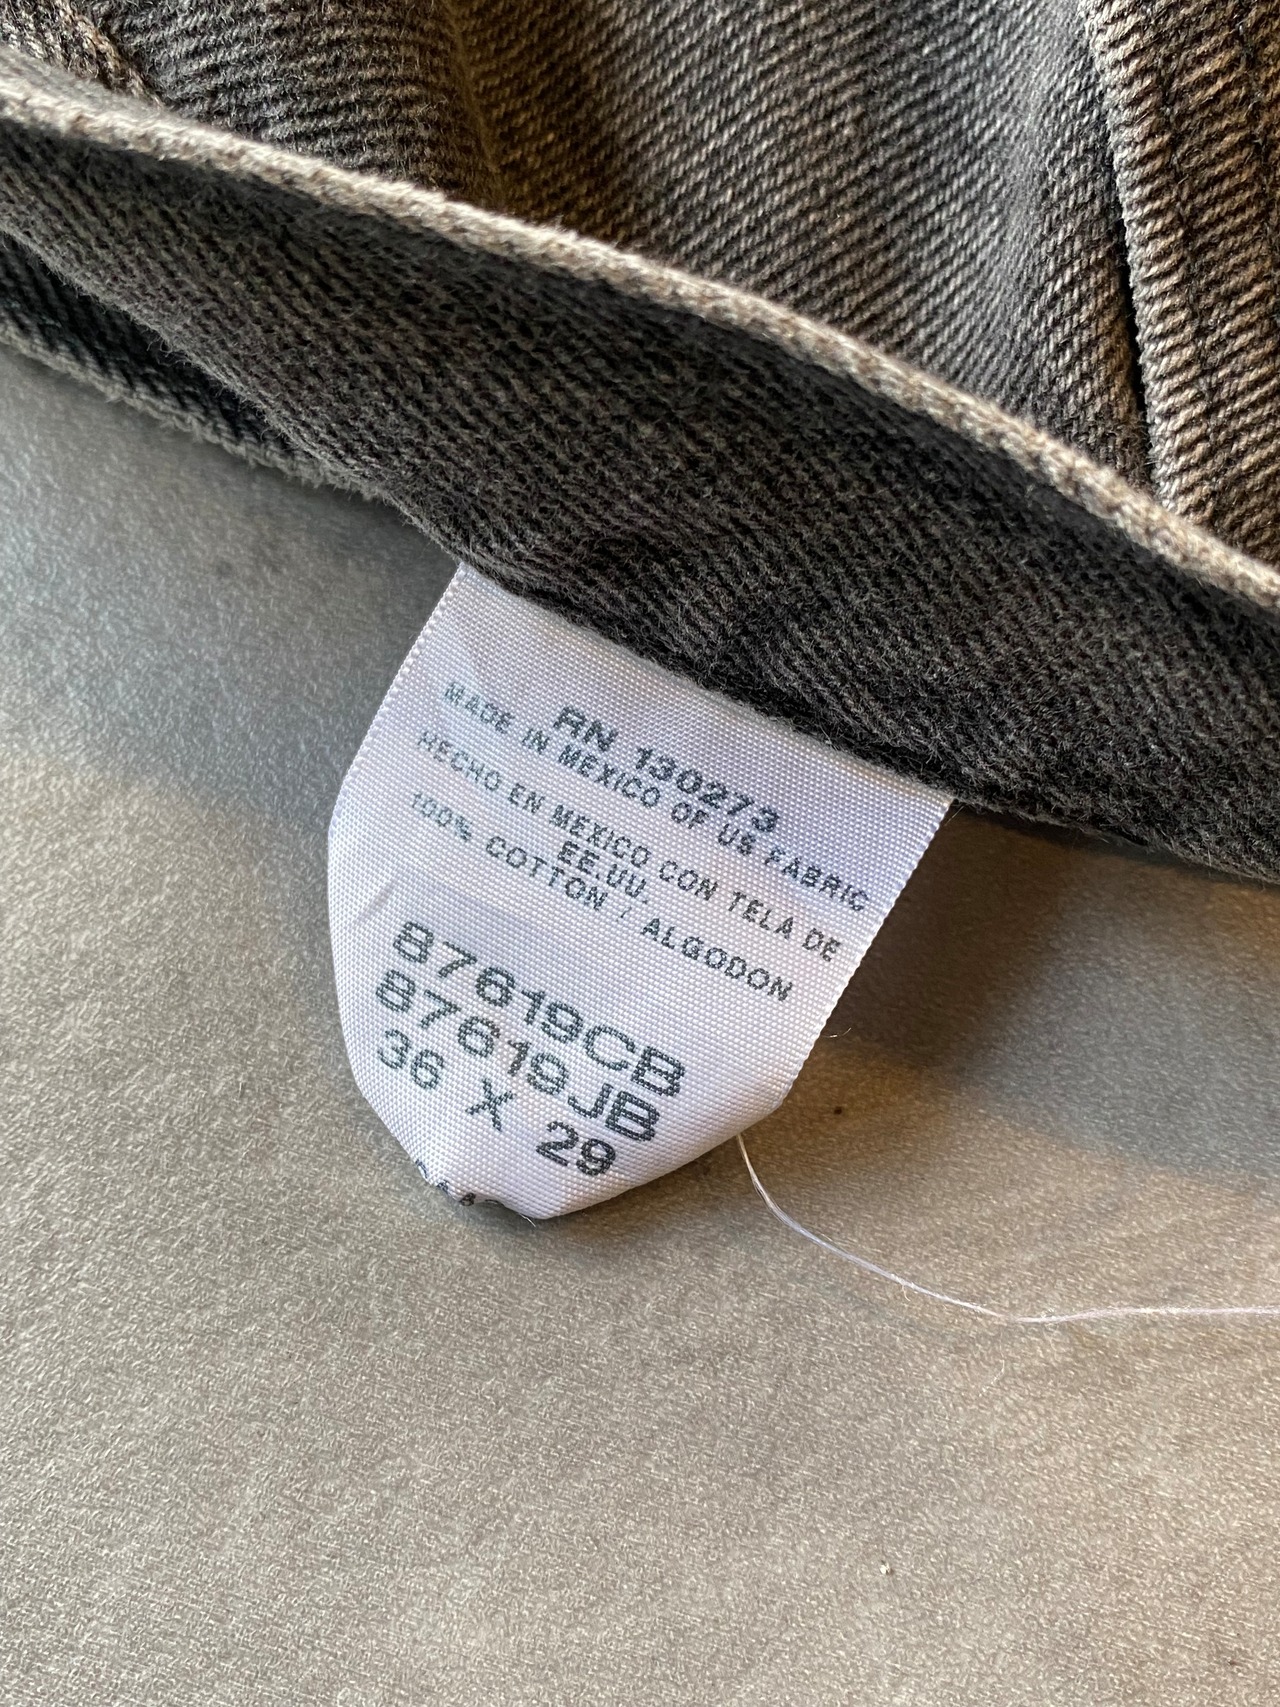 RN 130273
MADE IN MEXICO OF US FABRIC
HECHO EN MEXICO CON TELA DE
EE.UU.
100% COTTON / ALGODON
87619CB
87619JB
36 X 29